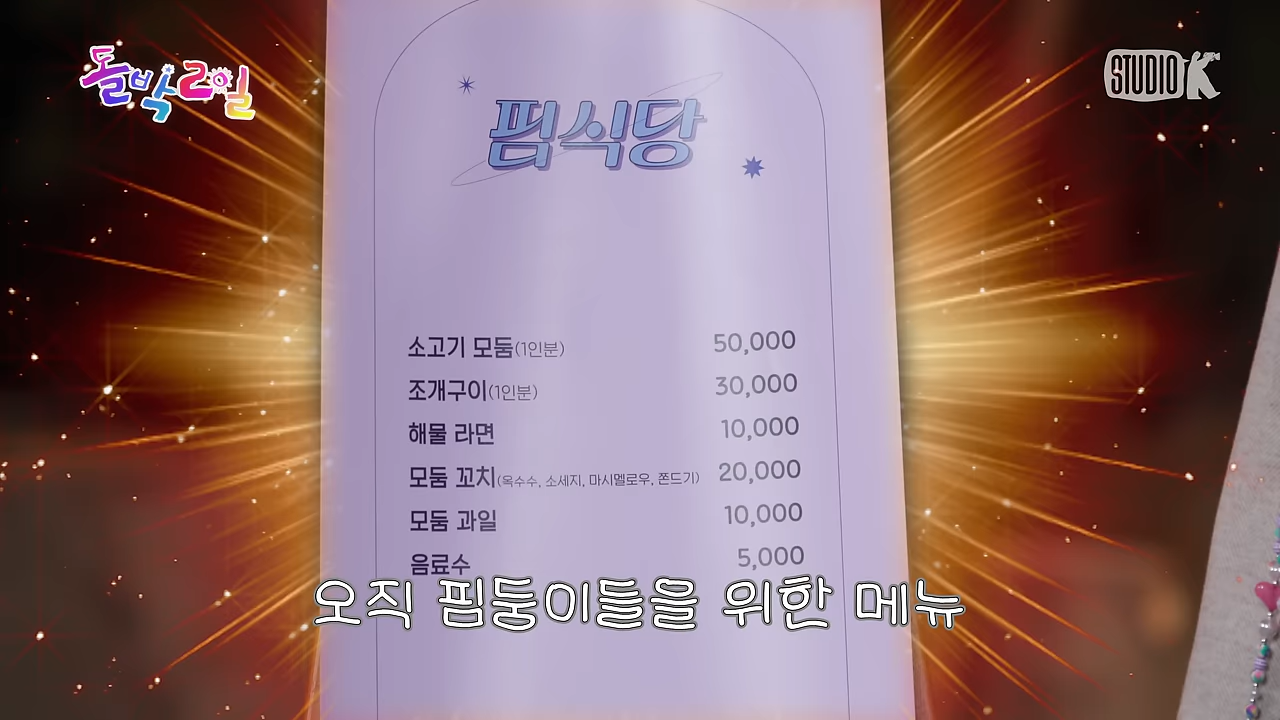 돌박2일
STUDIO K
핌식당
소고기 모둠(1인분) 50,000
조개구이(1인분) 30,000
해물 라면 10,000
모둠 꼬치(옥수수, 소세지, 마시멜로우, 쫀드기) 20,000
모둠 과일 10,000
음료수 5,000
오직 핌둥이들을 위한 메뉴